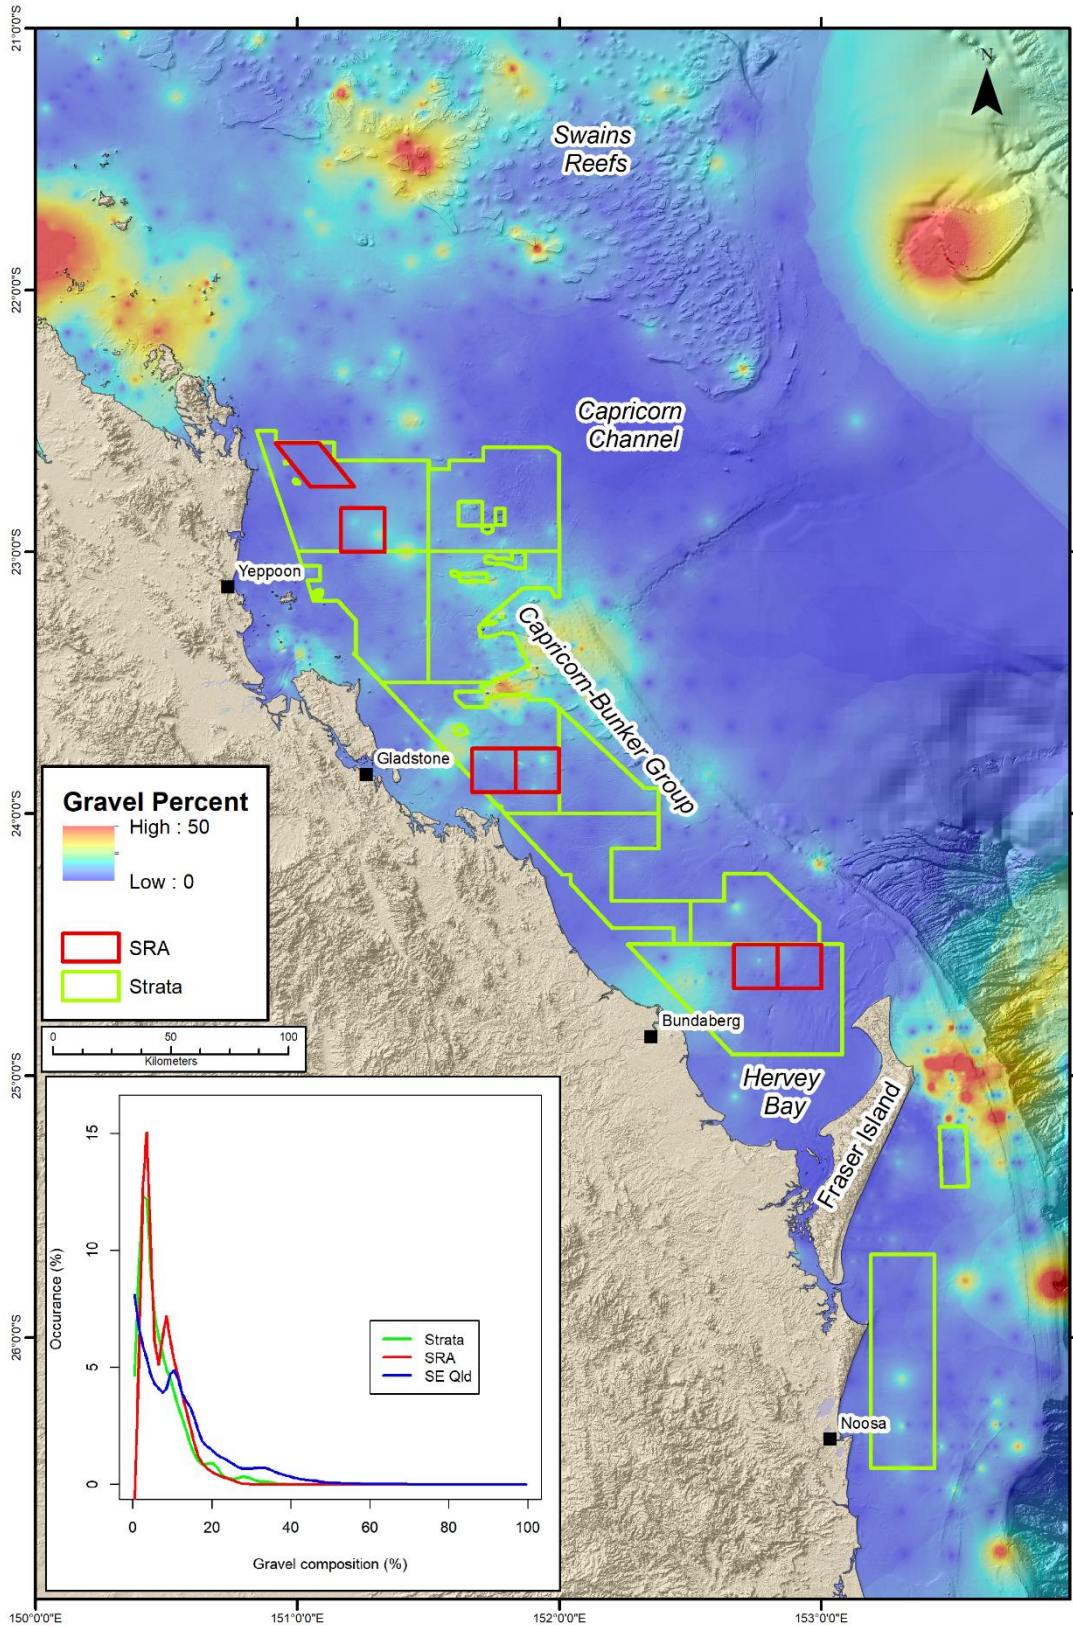 21°0'0"S
22°0'0"S
23°0'0"S
24°0'0"S
25°0'0"S
26°0'0"S
N
Swains
Reefs
Capricorn
Channel
Yeppoon
Capricorn-Bunker Group
Gladstone
Gravel Percent
High : 50
Low : 0
SRA
Strata
0 50 100
Kilometers
Bundaberg
Hervey
Bay
Fraser Island
Noosa
Occurance (%)
15
10
5
0
Strata
SRA
SE Qld
0 20 40 60 80 100
Gravel composition (%)
150°0'0"E 151°0'0"E 152°0'0"E 153°0'0"E